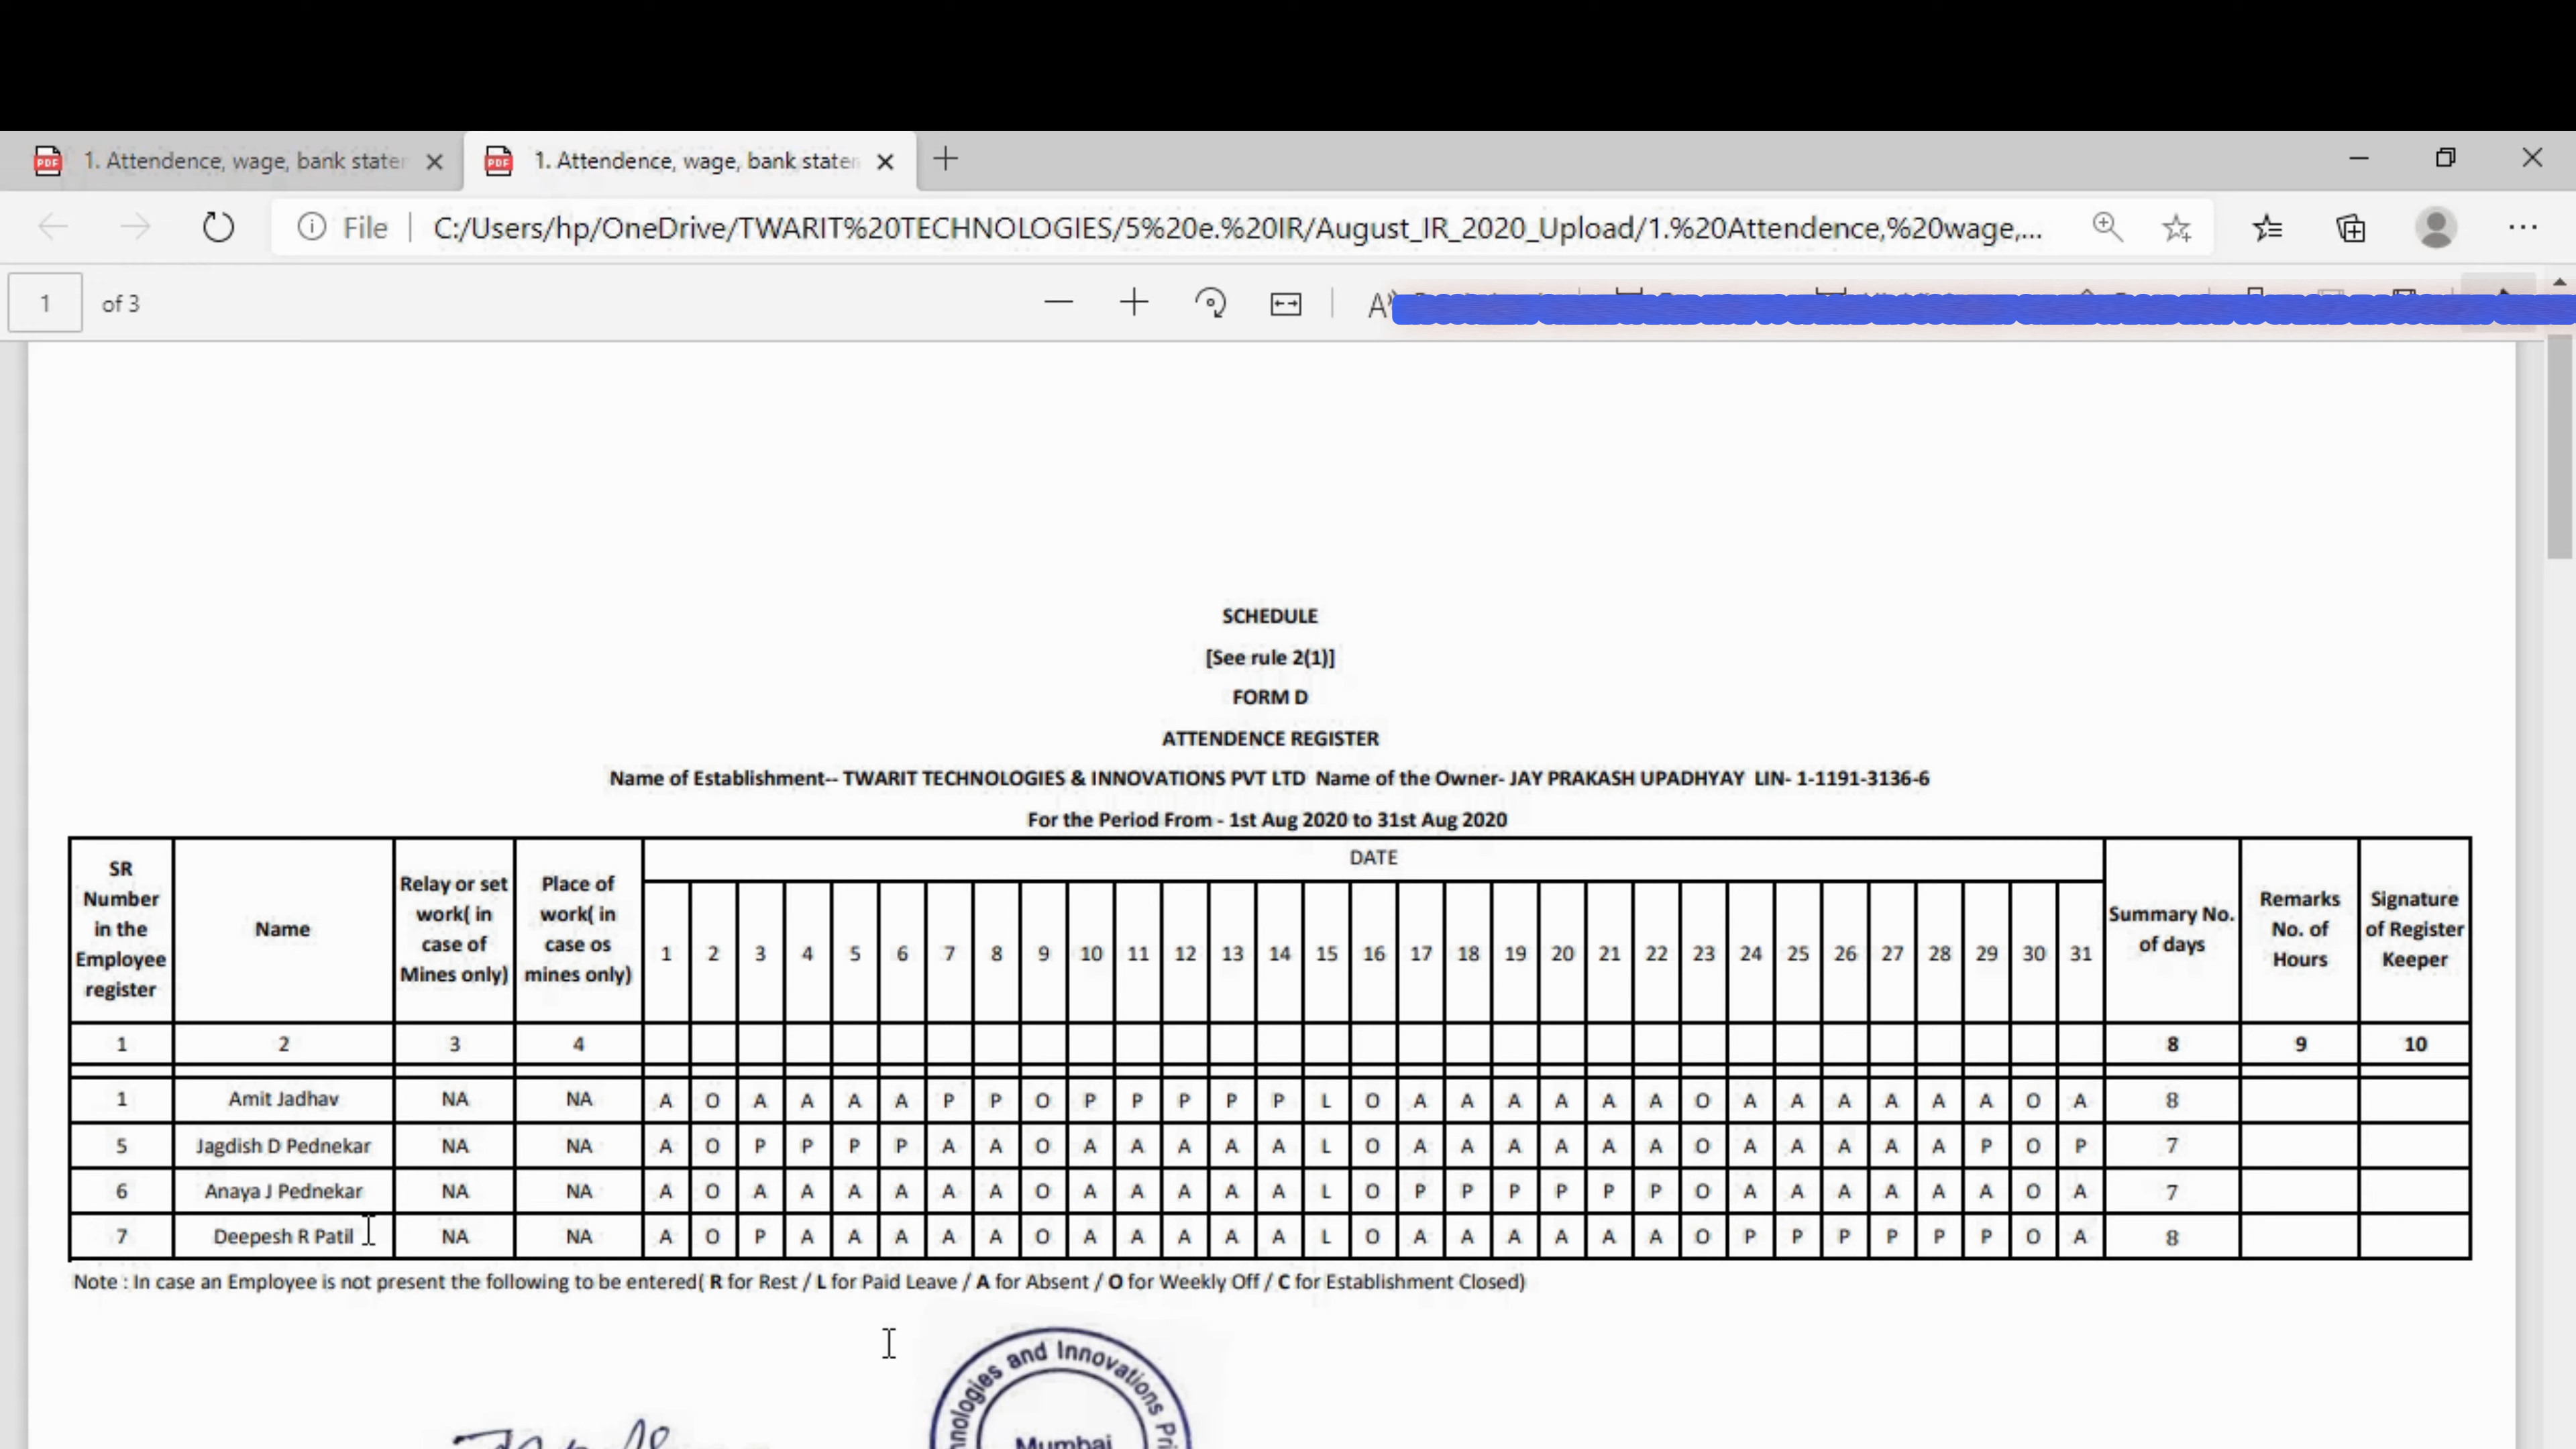 1. Attendence, wage, bank stater
1. Attendence, wage, bank stater
File
C:/Users/hp/OneDrive/TWARIT%20TECHNOLOGIES/5%20e.%20IR/August_IR_2020_Upload/1.%20Attendence,%20wage,...
1 of 3
SCHEDULE
[See rule 2(1)]
FORM D
ATTENDENCE REGISTER
Name of Establishment-- TWARIT TECHNOLOGIES & INNOVATIONS PVT LTD Name of the Owner- JAY PRAKASH UPADHYAY LIN- 1-1191-3136-6
For the Period From - 1st Aug 2020 to 31st Aug 2020
SR Number in the Employee register Name Relay or set work( in case of Mines only) Place of work( in case os mines only) DATE Summary No. of days Remarks No. of Hours Signature of Register Keeper
1 2 3 4 5 6 7 8 9 10 11 12 13 14 15 16 17 18 19 20 21 22 23 24 25 26 27 28 29 30 31
1 2 3 4 8 9 10
1 Amit Jadhav NA NA A O A A A A P P O P P P P P L O A A A A A A O A A A A A A O A 8
5 Jagdish D Pednekar NA NA A O P P P P A A O A A A A A L O A A A A A A O A A A A A P O P 7
6 Anaya J Pednekar NA NA A O A A A A A A O A A A A A L O P P P P P P O A A A A A A O A 7
7 Deepesh R Patil NA NA A O P A A A A A O A A A A A L O A A A A A A O P P P P P P O A 8
Note : In case an Employee is not present the following to be entered( R for Rest / L for Paid Leave / A for Absent / O for Weekly Off / C for Establishment Closed)
and Innovations
Mumbai